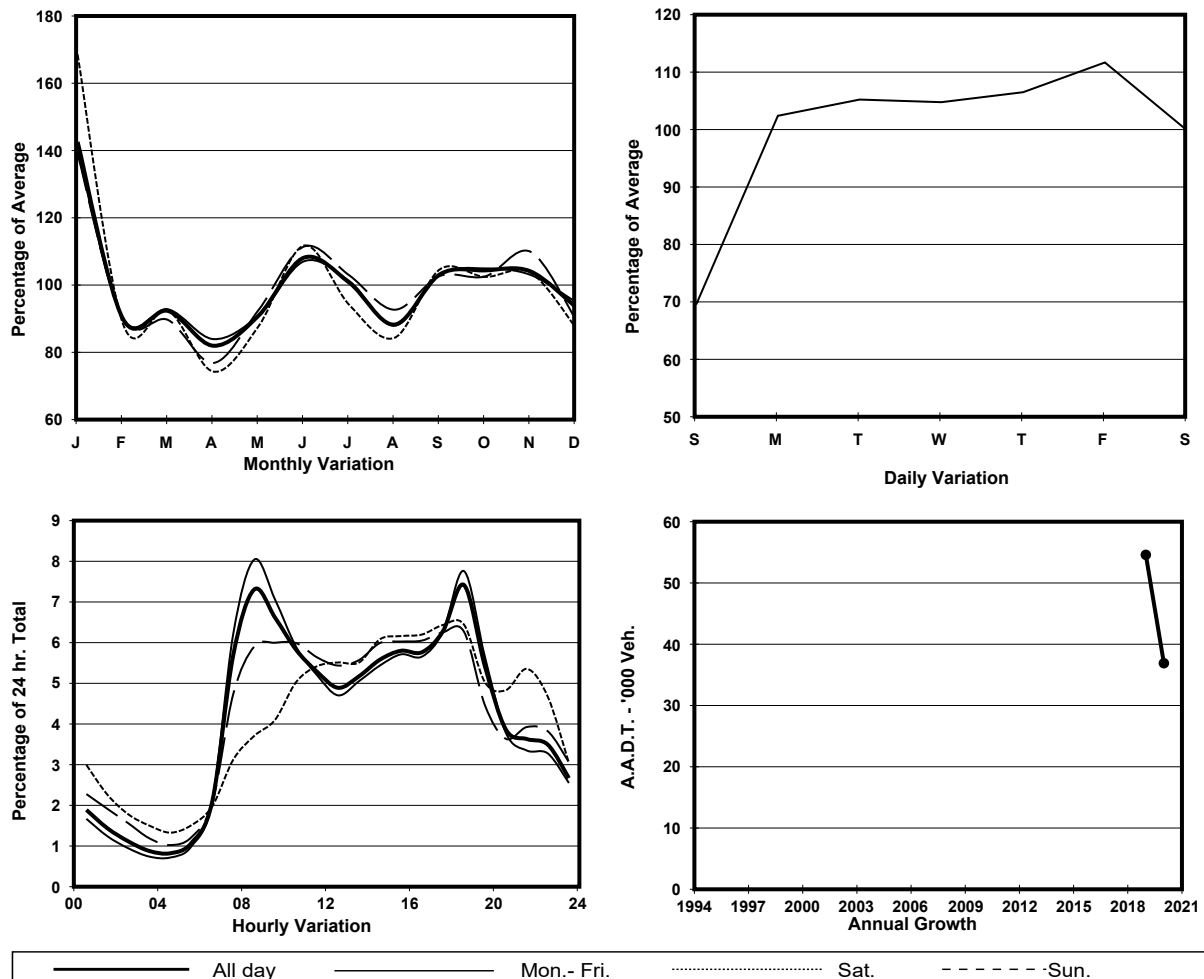 180
160
140
120
100
80
60
Percentage of Average
J F M A M J J A S O N D
Monthly Variation
120
110
100
90
80
70
60
50
Percentage of Average
S M T W T F S
Daily Variation
9
8
7
6
5
4
3
2
1
0
Percentage of 24 hr. Total
00 04 08 12 16 20 24
Hourly Variation
60
50
40
30
20
10
0
A.A.D.T. - '000 Veh.
1994 1997 2000 2003 2006 2009 2012 2015 2018 2021
Annual Growth
All day Mon.- Fri. Sat. Sun.